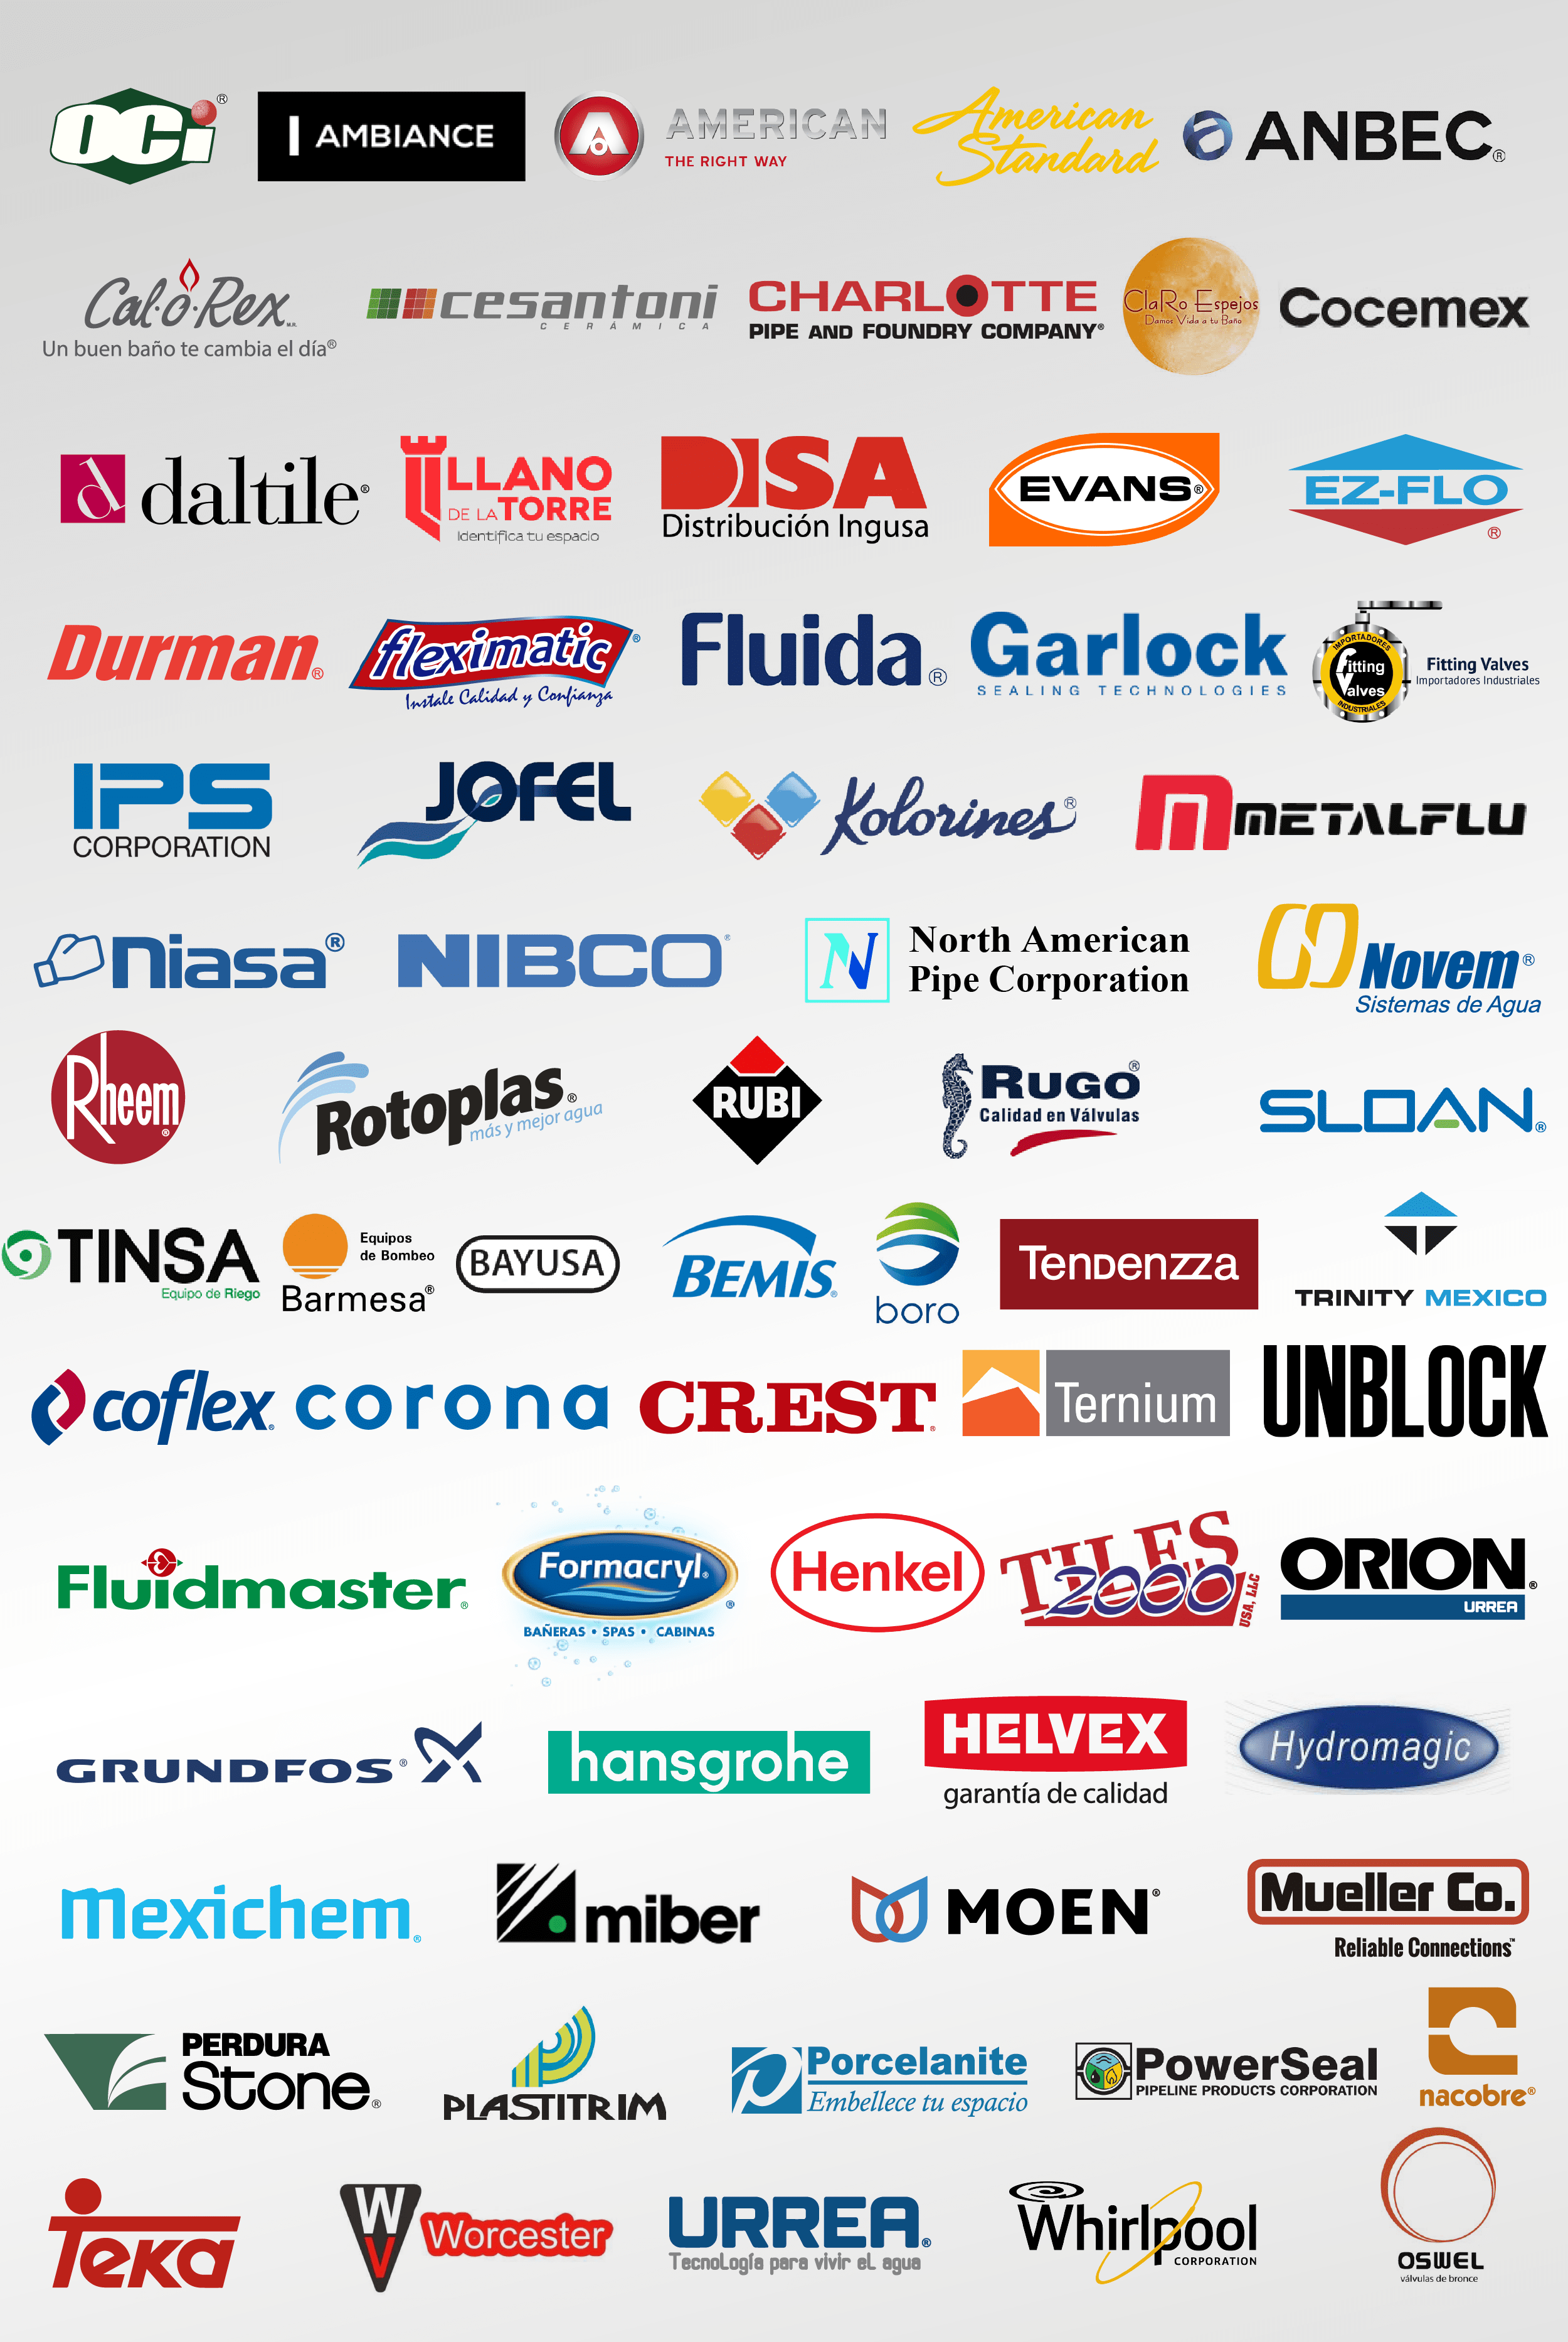 OCi®
AMBIANCE
AMERICAN
THE RIGHT WAY
American
Standard
ANBEC®
Cal·o·Rex M.R.
Un buen baño te cambia el día®
cesantoni
CERÁMICA
CHARLOTTE
PIPE AND FOUNDRY COMPANY®
ClaRo Espejos
Damos Vida a tu Baño
Cocemex
d daltile®
LLANO
DE LA TORRE
Identifica tu espacio
DISA
Distribución Ingusa
EVANS®
EZ-FLO
®
Durman®
fleximatic®
Instale Calidad y Confianza
Fluida®
Garlock
SEALING TECHNOLOGIES
IMPORTADORES
fitting
Valves
INDUSTRIALES
Fitting Valves
Importadores Industriales
IPS
CORPORATION
JOFEL
Kolorines®
METALFLU
Niasa®
NIBCO®
N
North American
Pipe Corporation
Novem®
Sistemas de Agua
Rheem®
Rotoplas®
más y mejor agua
RUBI
RUGO®
Calidad en Válvulas
SLOAN®
TINSA
Equipo de Riego
Equipos
de Bombeo
Barmesa®
BAYUSA
BEMIS®
boro
Tendenzza
TRINITY MEXICO
coflex®
corona
CREST®
Ternium
UNBLOCK
Fluidmaster®
Formacryl®
®
BAÑERAS • SPAS • CABINAS
Henkel
TILES
2000
USA, LLC
ORION®
URREA
GRUNDFOS®
hansgrohe
HELVEX
garantía de calidad
Hydromagic
Mexichem®
miber
MOEN®
Mueller Co.
Reliable Connections™
PERDURA
Stone®
PLASTITRIM
Porcelanite
Embellece tu espacio
PowerSeal
PIPELINE PRODUCTS CORPORATION
nacobre®
Teka
WV
Worcester
URREA®
Tecnología para vivir el agua
Whirlpool
CORPORATION
OSWEL
válvulas de bronce